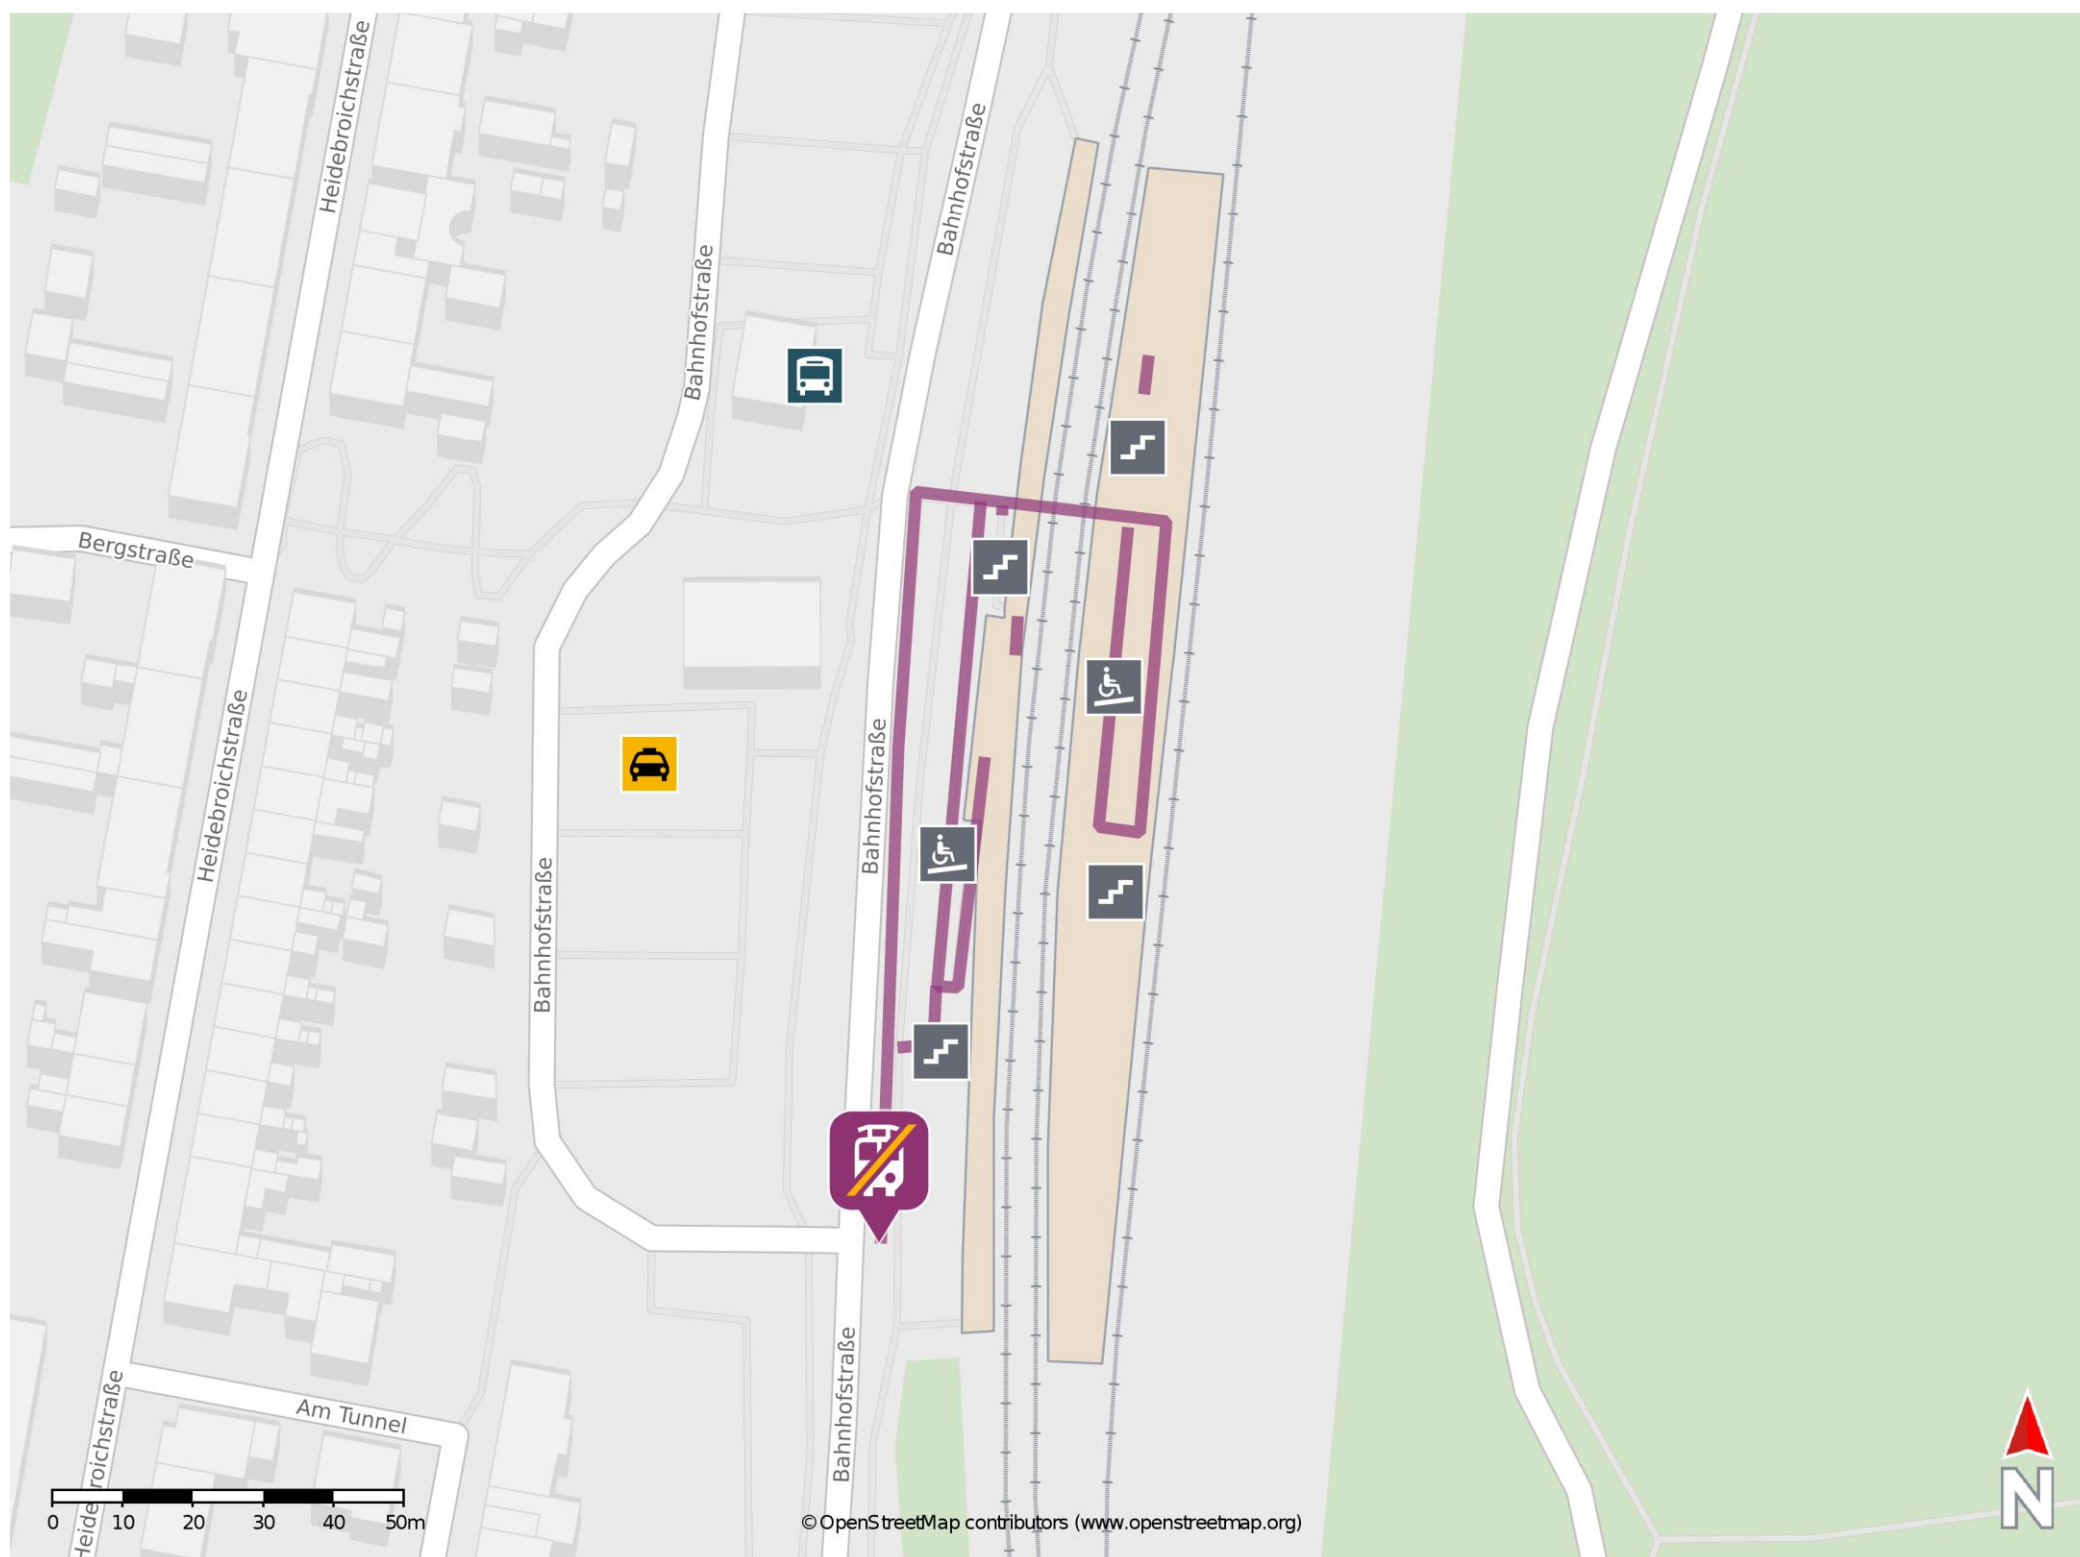 Heidebroichstraße
Bahnhofstraße
Bahnhofstraße
Bergstraße
Heidebroichstraße
Bahnhofstraße
Bahnhofstraße
Bahnhofstraße
Heidebroichstraße
Am Tunnel
0 10 20 30 40 50m
© OpenStreetMap contributors (www.openstreetmap.org)
N